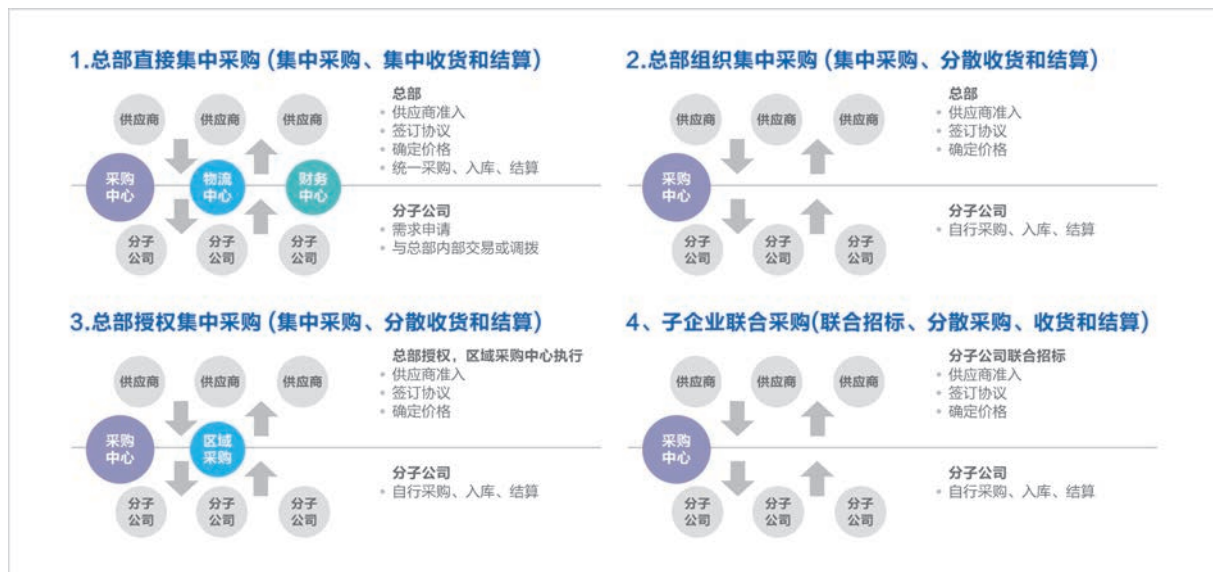 1.总部直接集中采购 (集中采购、集中收货和结算)
供应商
供应商
供应商
采购
中心
物流
中心
财务
中心
分子
公司
分子
公司
分子
公司
总部
• 供应商准入
• 签订协议
• 确定价格
• 统一采购、入库、结算
分子公司
• 需求申请
• 与总部内部交易或调拨
2.总部组织集中采购 (集中采购、分散收货和结算)
供应商
供应商
供应商
采购
中心
分子
公司
分子
公司
分子
公司
总部
• 供应商准入
• 签订协议
• 确定价格
分子公司
• 自行采购、入库、结算
3.总部授权集中采购 (集中采购、分散收货和结算)
供应商
供应商
供应商
采购
中心
区域
采购
分子
公司
分子
公司
分子
公司
总部授权，区域采购中心执行
• 供应商准入
• 签订协议
• 确定价格
分子公司
• 自行采购、入库、结算
4、子企业联合采购(联合招标、分散采购、收货和结算)
供应商
供应商
供应商
采购
中心
分子
公司
分子
公司
分子
公司
分子公司联合招标
• 供应商准入
• 签订协议
• 确定价格
分子公司
• 自行采购、入库、结算